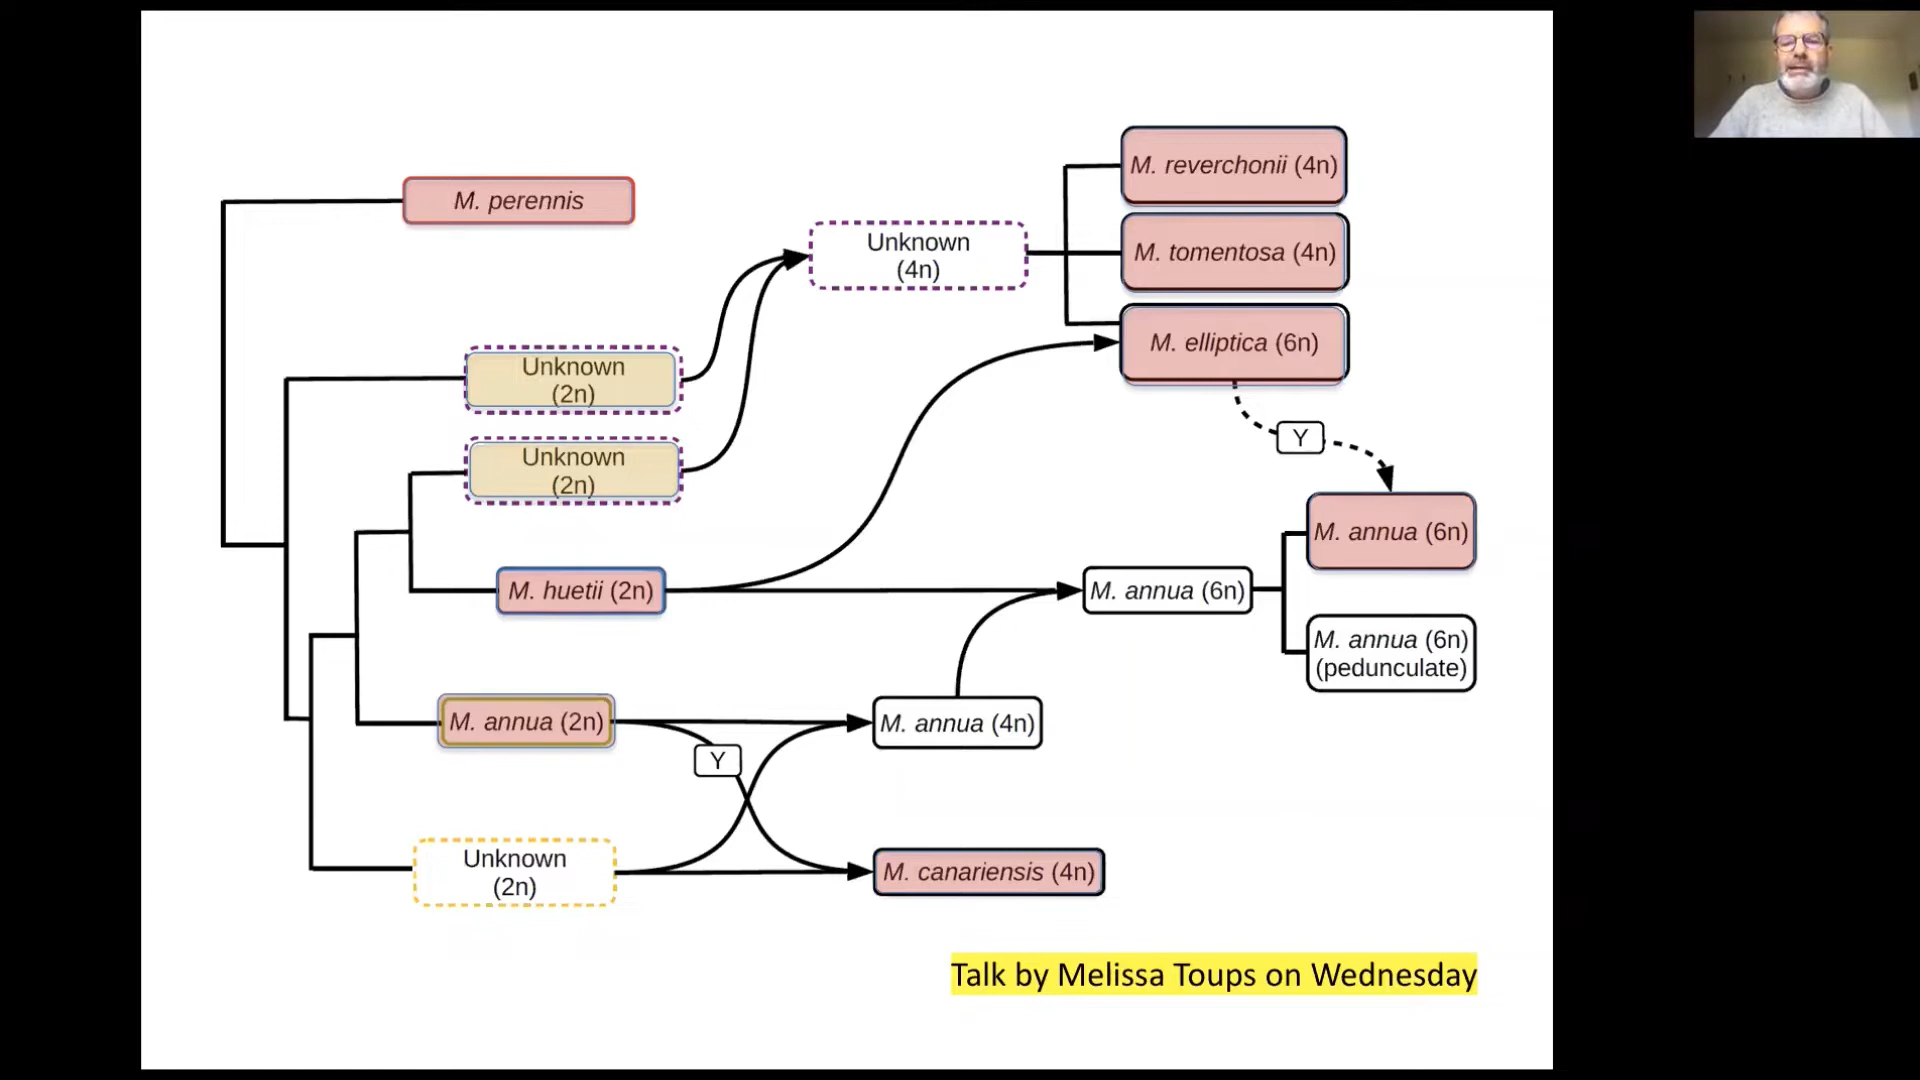 M. perennis
Unknown
(2n)
Unknown
(2n)
M. huetii (2n)
M. annua (2n)
Unknown
(2n)
Y
Unknown
(4n)
M. annua (4n)
M. canariensis (4n)
M. reverchonii (4n)
M. tomentosa (4n)
M. elliptica (6n)
Y
M. annua (6n)
M. annua (6n)
M. annua (6n)
(pedunculate)
Talk by Melissa Toups on Wednesday